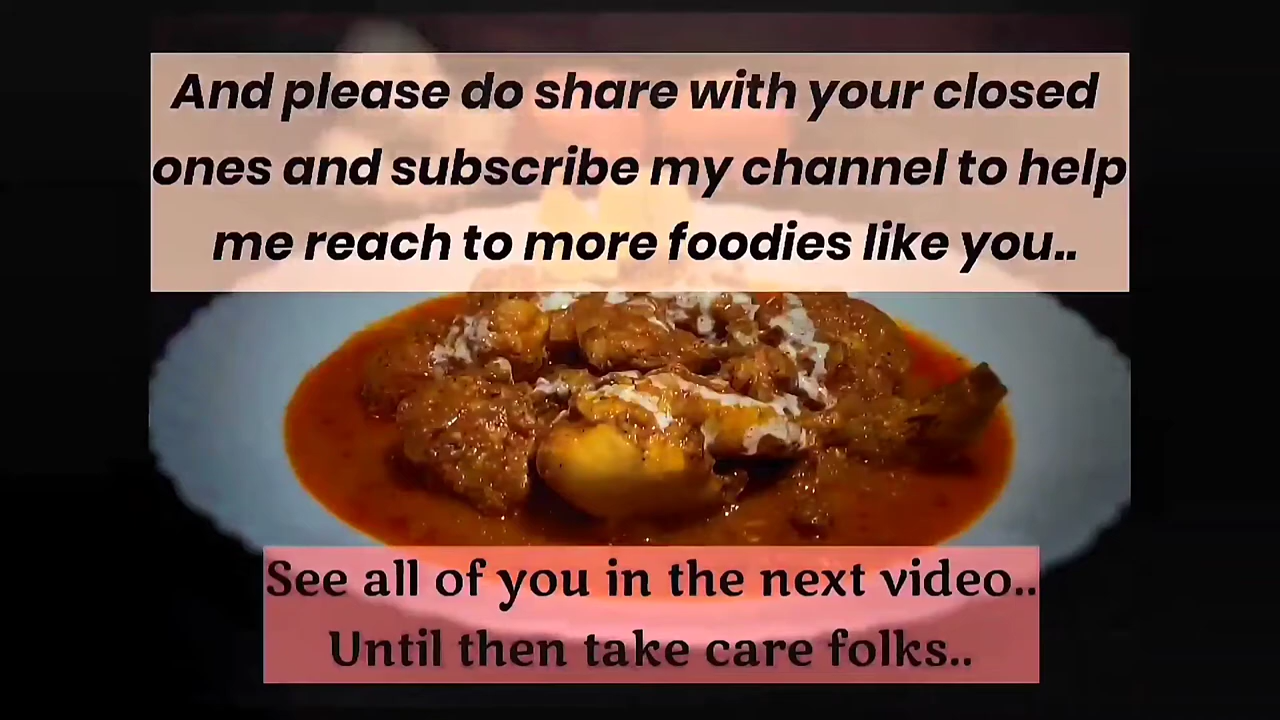 And please do share with your closed
ones and subscribe my channel to help
me reach to more foodies like you..
See all of you in the next video..
Until then take care folks..